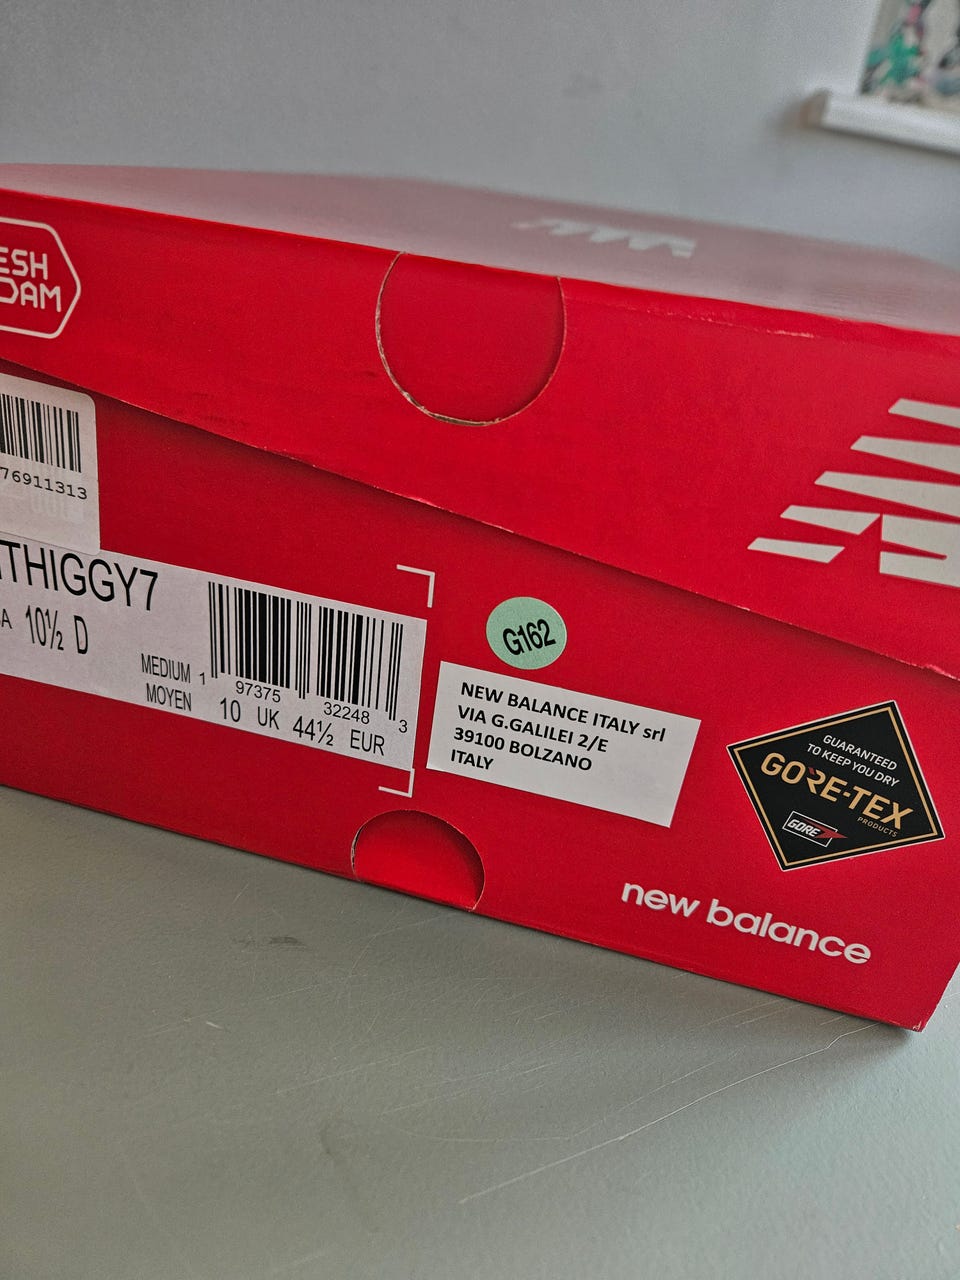 ESH
DAM
76911313
THIGGY7
A 10½ D
MEDIUM
MOYEN
1 97375 32248 3
10 UK 44½ EUR
G162
NEW BALANCE ITALY srl
VIA G.GALILEI 2/E
39100 BOLZANO
ITALY
GUARANTEED
TO KEEP YOU DRY
GORE-TEX
PRODUCTS
GORE
new balance